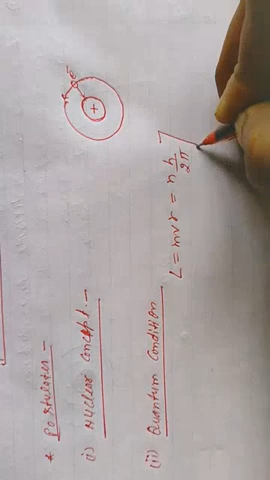 * Postulates -
(i) Nuclear concept. -
e⁻
+
(ii) Quantum Condition
L = mvr = n h/2π